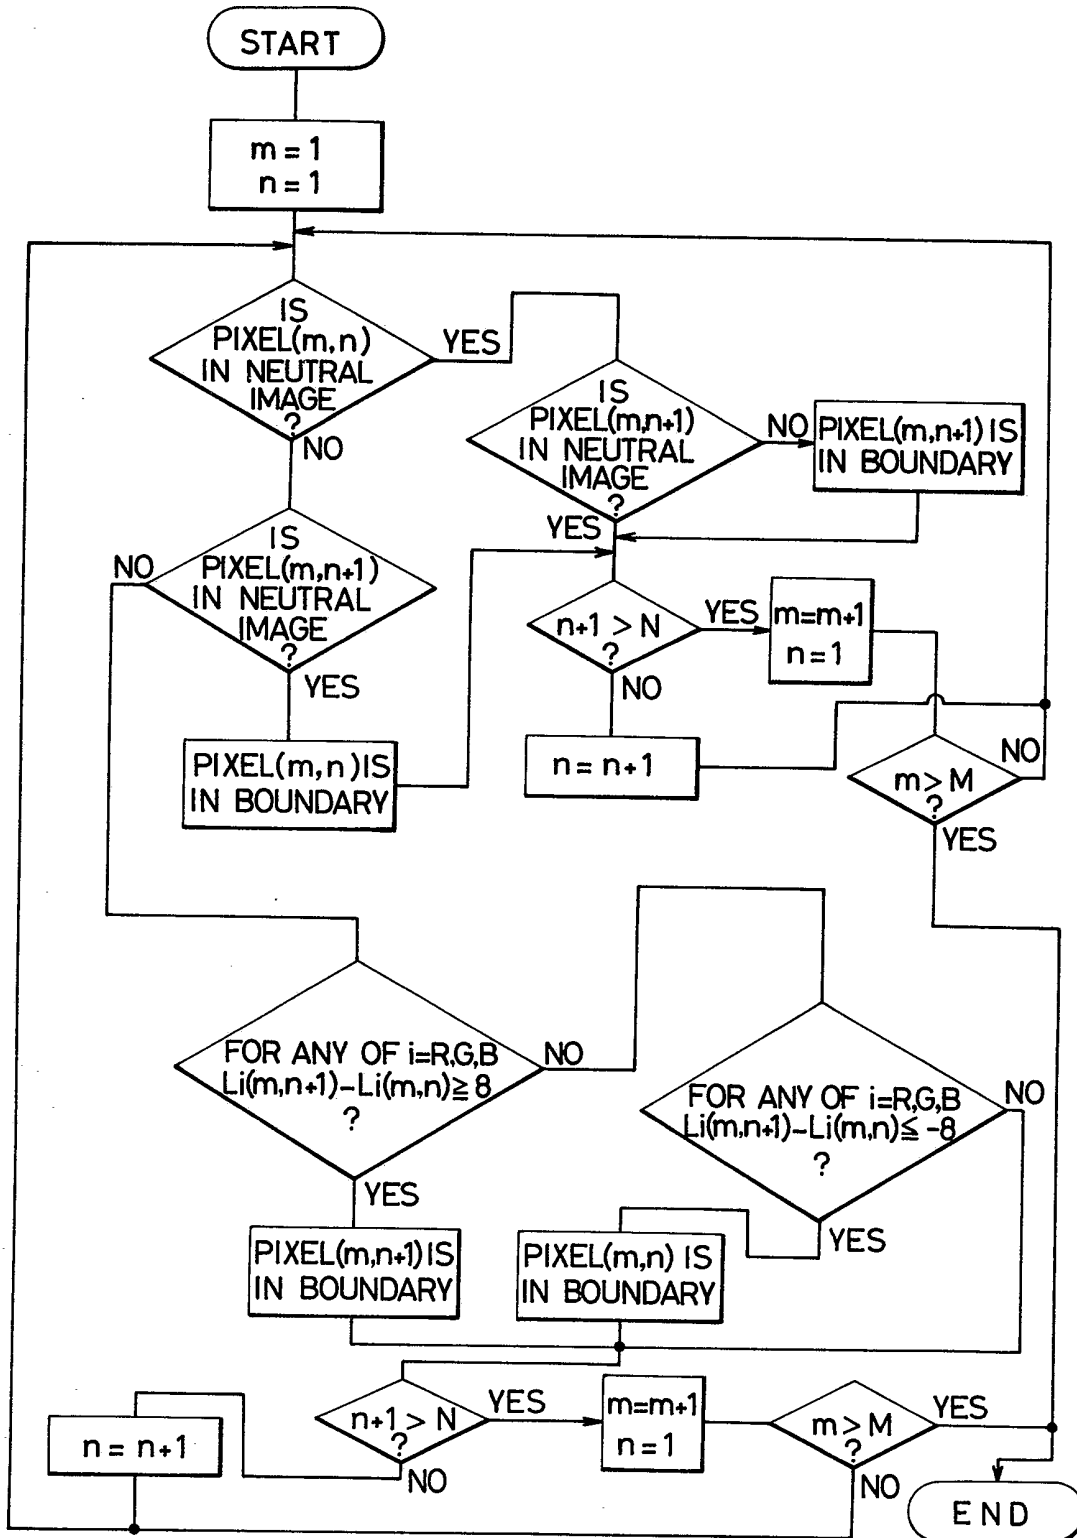 START
m = 1
n = 1
IS
PIXEL(m,n)
IN NEUTRAL
IMAGE
?
YES
NO
IS
PIXEL(m,n+1)
IN NEUTRAL
IMAGE
?
NO
YES
PIXEL(m,n+1) IS
IN BOUNDARY
IS
PIXEL(m,n+1)
IN NEUTRAL
IMAGE
?
NO
YES
n+1 > N
?
YES
NO
m=m+1
n = 1
PIXEL(m,n) IS
IN BOUNDARY
n = n+1
m > M
?
NO
YES
FOR ANY OF i=R,G,B
Li(m,n+1)-Li(m,n) ≧ 8
?
NO
YES
FOR ANY OF i=R,G,B
Li(m,n+1)-Li(m,n) ≦ -8
?
NO
YES
PIXEL(m,n+1) IS
IN BOUNDARY
PIXEL(m,n) IS
IN BOUNDARY
n+1 > N
?
YES
NO
m=m+1
n = 1
m > M
?
YES
NO
n = n+1
END